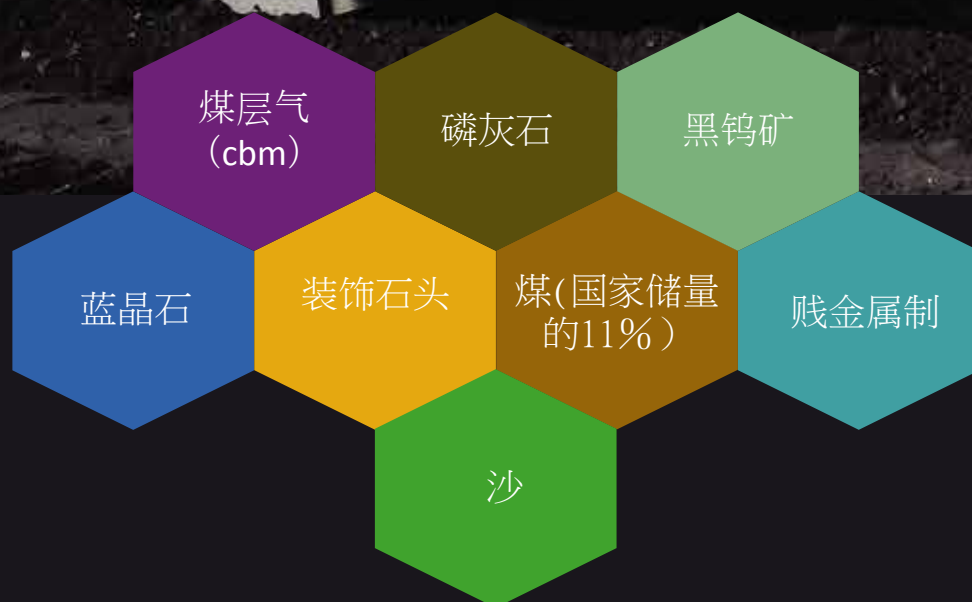 煤层气
（cbm）
磷灰石
黑钨矿
蓝晶石
装饰石头
煤(国家储量
的11%）
贱金属制
沙